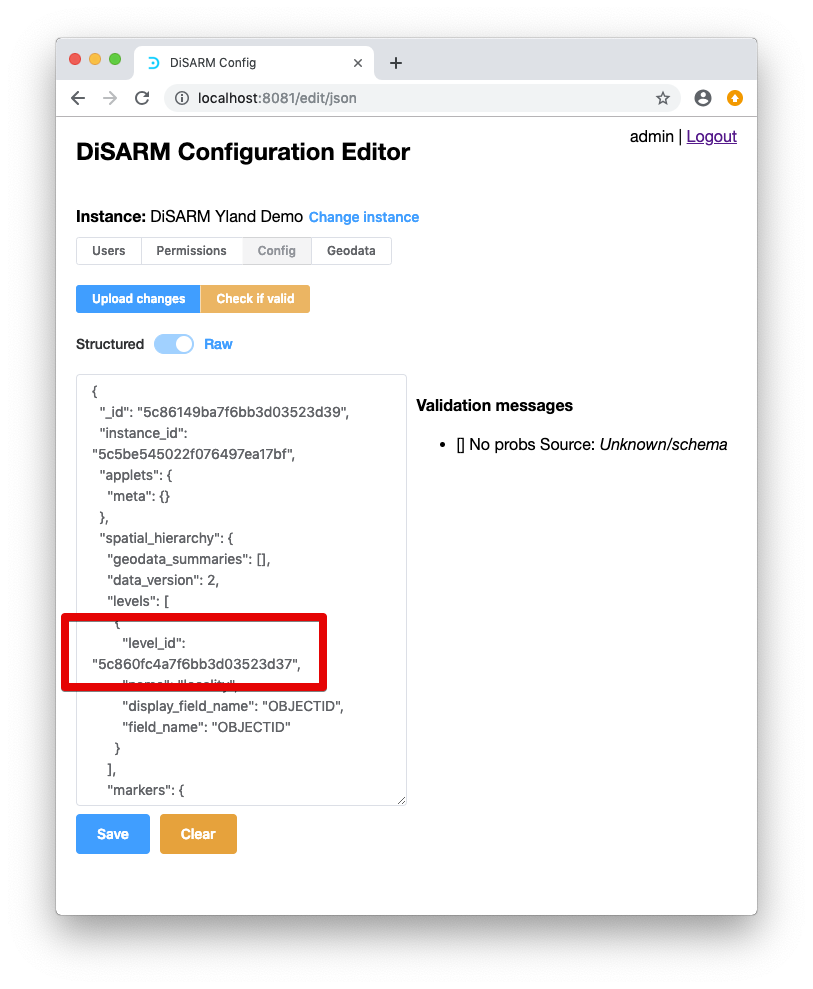 DiSARM Config
localhost:8081/edit/json
admin | Logout
DiSARM Configuration Editor
Instance: DiSARM Yland Demo Change instance
Users Permissions Config Geodata
Upload changes Check if valid
Structured Raw
{
"_id": "5c86149ba7f6bb3d03523d39",
"instance_id":
"5c5be545022f076497ea17bf",
"applets": {
"meta": {}
},
"spatial_hierarchy": {
"geodata_summaries": [],
"data_version": 2,
"levels": [
{
"level_id":
"5c860fc4a7f6bb3d03523d37",
"name": "locality",
"display_field_name": "OBJECTID",
"field_name": "OBJECTID"
}
],
"markers": {
Validation messages
• [] No probs Source: Unknown/schema
Save Clear